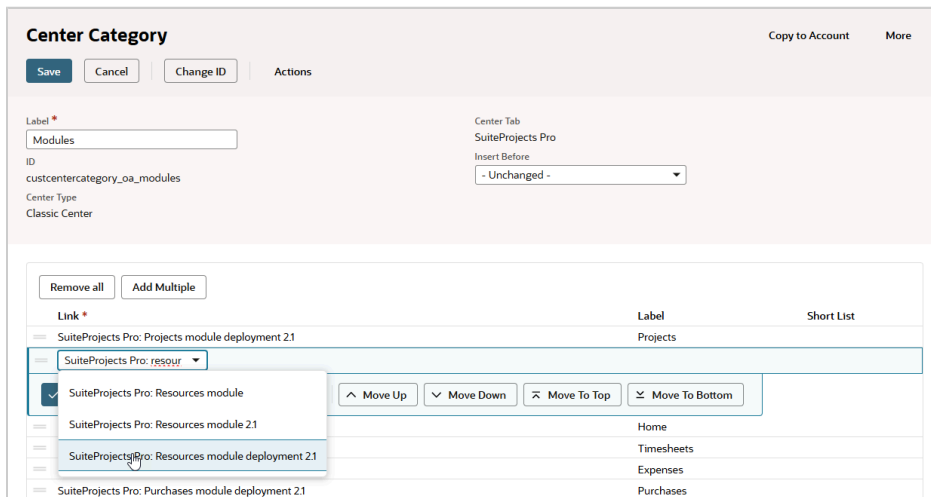 Center Category
Copy to Account
More
Save
Cancel
Change ID
Actions
Label *
Modules
ID
custcentercategory_oa_modules
Center Type
Classic Center
Center Tab
SuiteProjects Pro
Insert Before
- Unchanged -
Remove all
Add Multiple
Link *
Label
Short List
SuiteProjects Pro: Projects module deployment 2.1
Projects
SuiteProjects Pro: resour
Move Up
Move Down
Move To Top
Move To Bottom
SuiteProjects Pro: Resources module
SuiteProjects Pro: Resources module 2.1
SuiteProjects Pro: Resources module deployment 2.1
Home
Timesheets
Expenses
SuiteProjects Pro: Purchases module deployment 2.1
Purchases